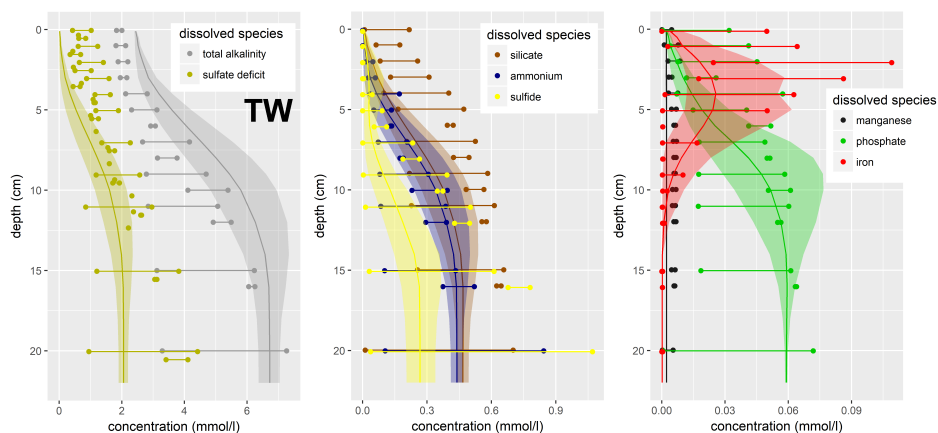 dissolved species
total alkalinity
sulfate deficit
TW
0
5
10
15
20
depth (cm)
0
2
4
6
concentration (mmol/l)
dissolved species
silicate
ammonium
sulfide
0
5
10
15
20
depth (cm)
0.0
0.3
0.6
0.9
concentration (mmol/l)
dissolved species
manganese
phosphate
iron
0
5
10
15
20
depth (cm)
0.00
0.03
0.06
0.09
concentration (mmol/l)